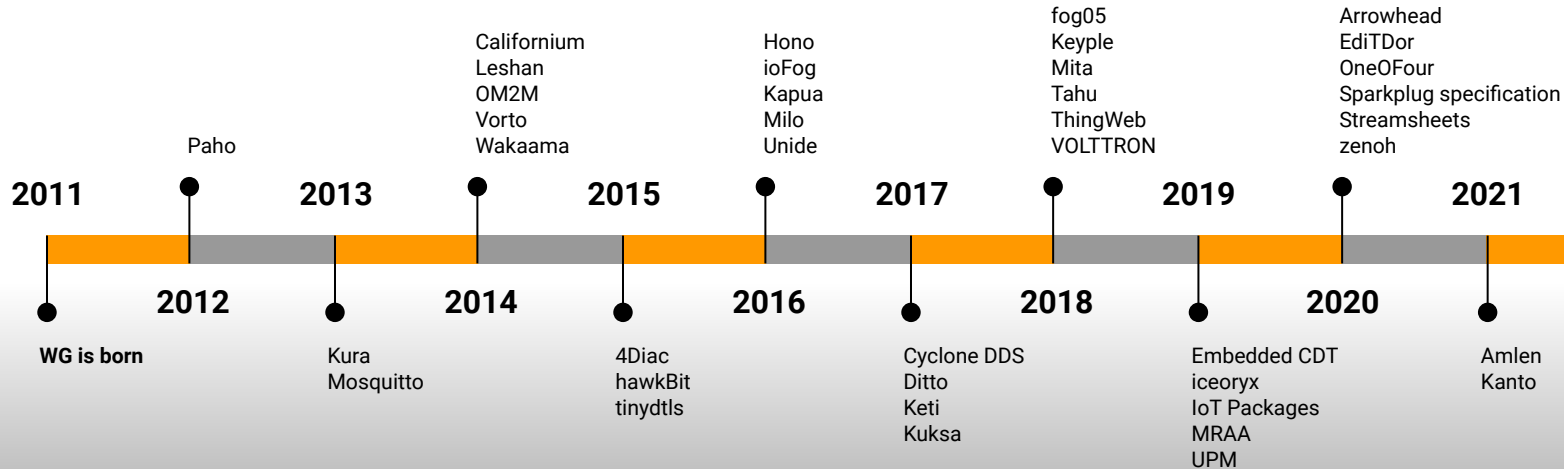 2011
WG is born
Paho
2012
2013
Kura
Mosquitto
Californium
Leshan
OM2M
Vorto
Wakaama
2014
2015
4Diac
hawkBit
tinydtls
Hono
ioFog
Kapua
Milo
Unide
2016
2017
Cyclone DDS
Ditto
Keti
Kuksa
fog05
Keyple
Mita
Tahu
ThingWeb
VOLTTRON
2018
2019
Embedded CDT
iceoryx
IoT Packages
MRAA
UPM
Arrowhead
EdiTDor
OneOFour
Sparkplug specification
Streamsheets
zenoh
2020
2021
Amlen
Kanto